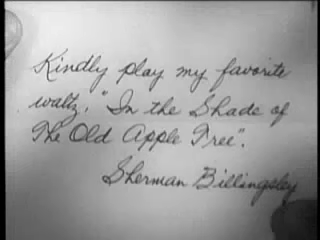 Kindly play my favorite
waltz, "In the Shade of
The Old Apple Tree".
Sherman Billingsley